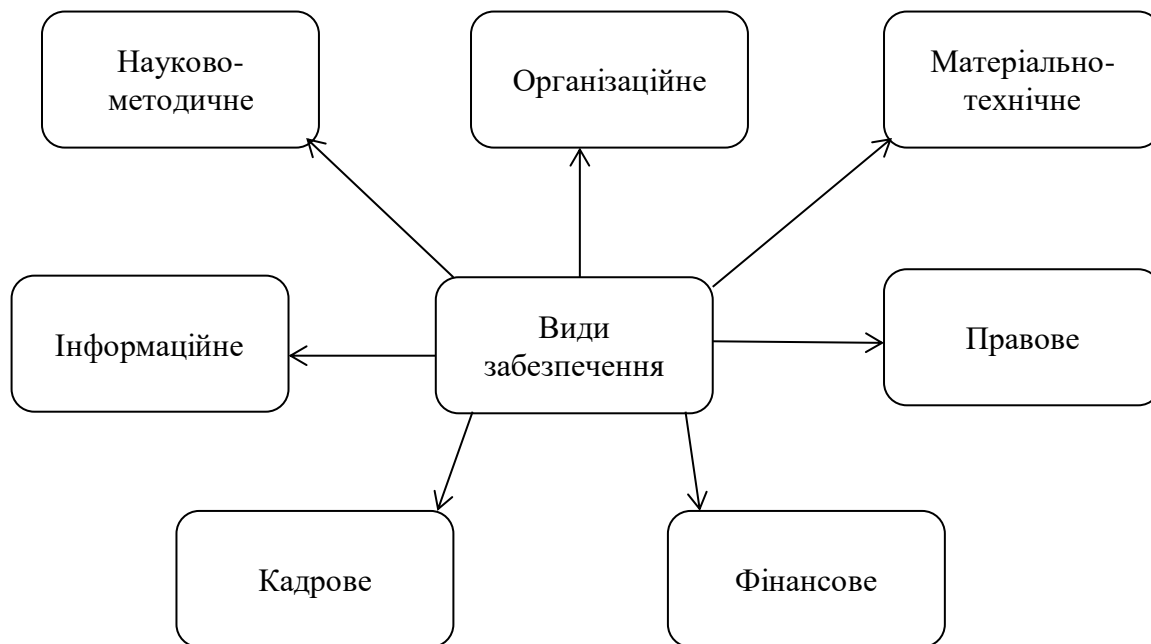 Науково-
методичне
Організаційне
Матеріально-
технічне
Інформаційне
Види
забезпечення
Правове
Кадрове
Фінансове